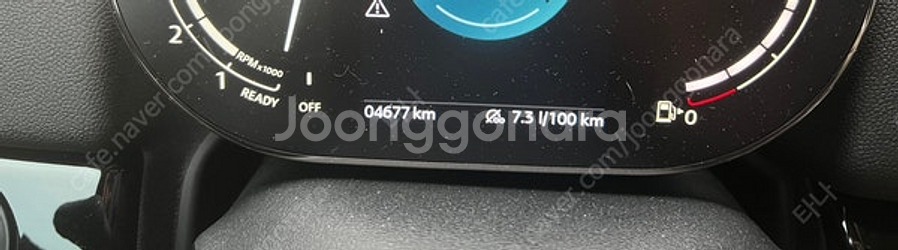 2
RPM x1000
1
READY
OFF
04677 km
7.3 l/100 km
0
Joonggonara
cafe.naver.com/joonggonara